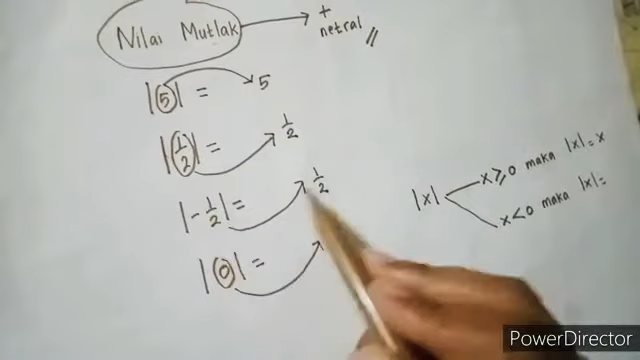 Nilai Mutlak → +
netral //
|5| = 5
|1/2| = 1/2
|-1/2| = 1/2
|0| =
|x| x ≥ 0 maka |x| = x
x < 0 maka |x| =
PowerDirector